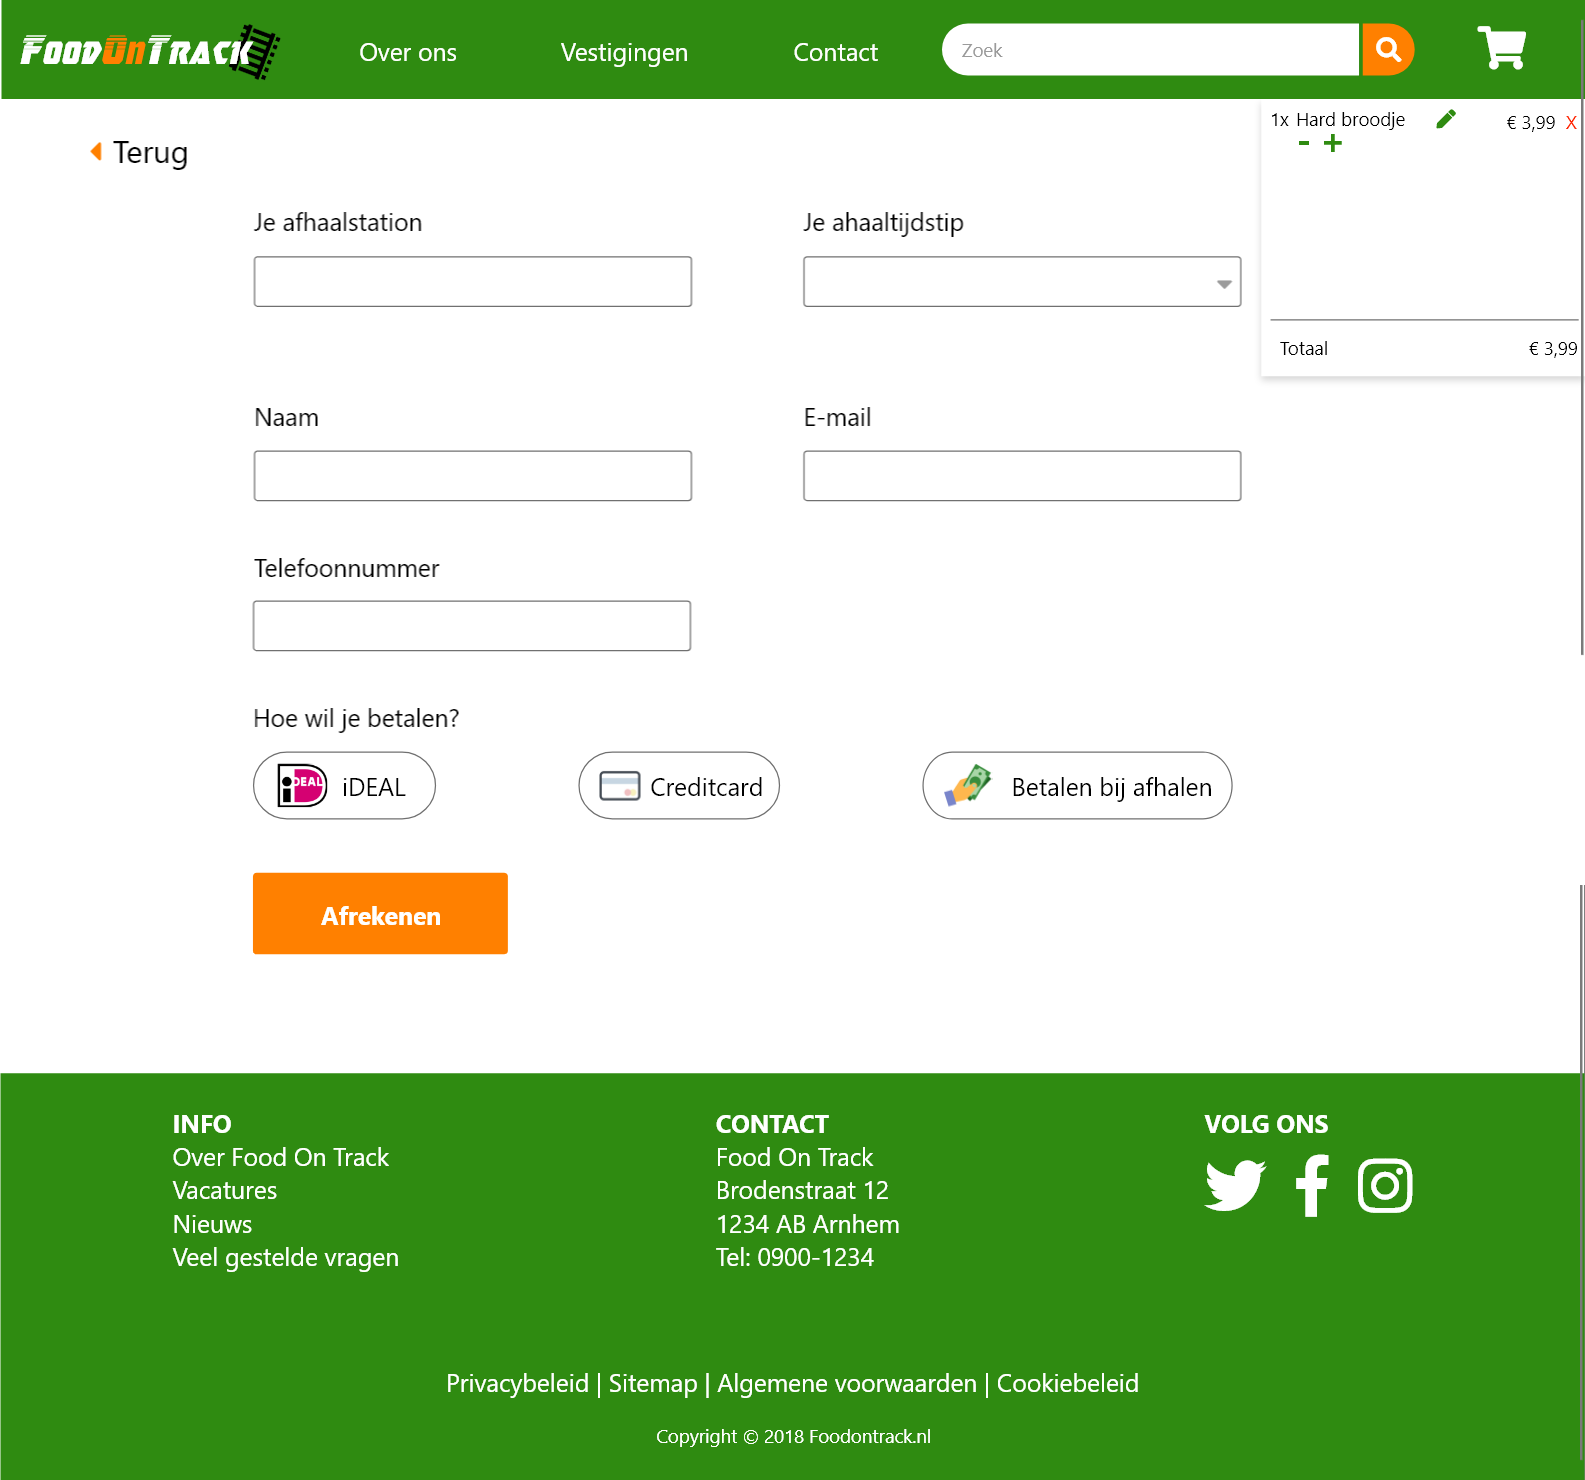 FoodOnTrack
Over ons
Vestigingen
Contact
Zoek
1x Hard broodje
€ 3,99 X
- +
Totaal
€ 3,99
Terug
Je afhaalstation
Je ahaaltijdstip
Naam
E-mail
Telefoonnummer
Hoe wil je betalen?
iDEAL iDEAL
Creditcard
Betalen bij afhalen
Afrekenen
INFO
Over Food On Track
Vacatures
Nieuws
Veel gestelde vragen
CONTACT
Food On Track
Brodenstraat 12
1234 AB Arnhem
Tel: 0900-1234
VOLG ONS
Privacybeleid | Sitemap | Algemene voorwaarden | Cookiebeleid
Copyright © 2018 Foodontrack.nl